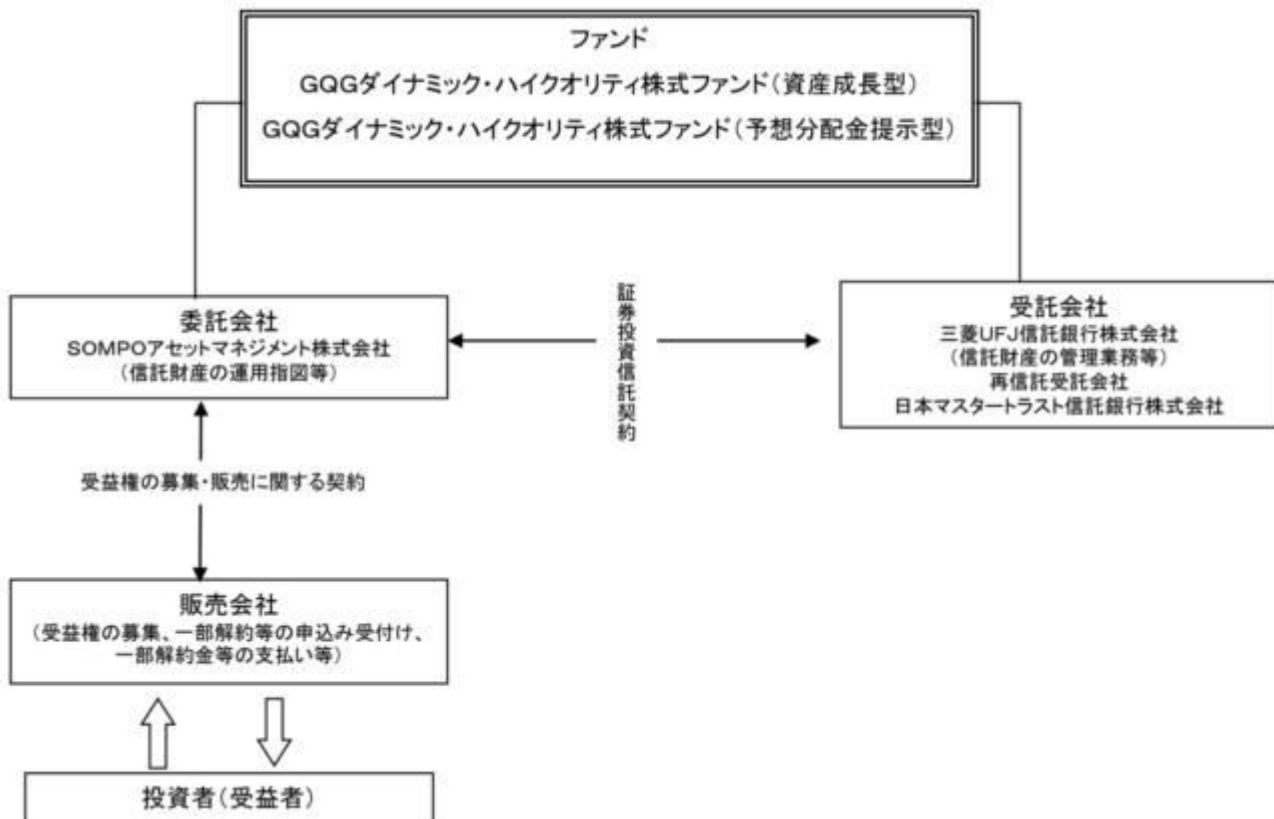 ファンド
GQGダイナミック・ハイクオリティ株式ファンド(資産成長型)
GQGダイナミック・ハイクオリティ株式ファンド(予想分配金提示型)
委託会社
SOMPOアセットマネジメント株式会社
(信託財産の運用指図等)
証券投資信託契約
受託会社
三菱UFJ信託銀行株式会社
(信託財産の管理業務等)
再信託受託会社
日本マスタートラスト信託銀行株式会社
受益権の募集・販売に関する契約
販売会社
(受益権の募集、一部解約等の申込み受付け、
一部解約金等の支払い等)
投資者(受益者)